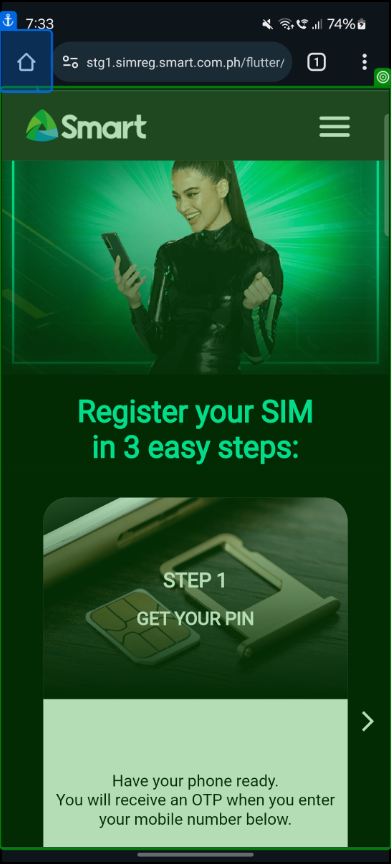 7:33
74%
stg1.simreg.smart.com.ph/flutter/
1
Smart
Register your SIM
in 3 easy steps:
STEP 1
GET YOUR PIN
Have your phone ready.
You will receive an OTP when you enter
your mobile number below.